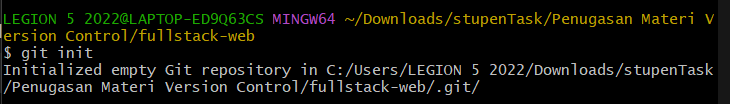 LEGION 5 2022@LAPTOP-ED9Q63CS MINGW64 ~/Downloads/stupenTask/Penugasan Materi V
ersion Control/fullstack-web
$ git init
Initialized empty Git repository in C:/Users/LEGION 5 2022/Downloads/stupenTask
/Penugasan Materi Version Control/fullstack-web/.git/